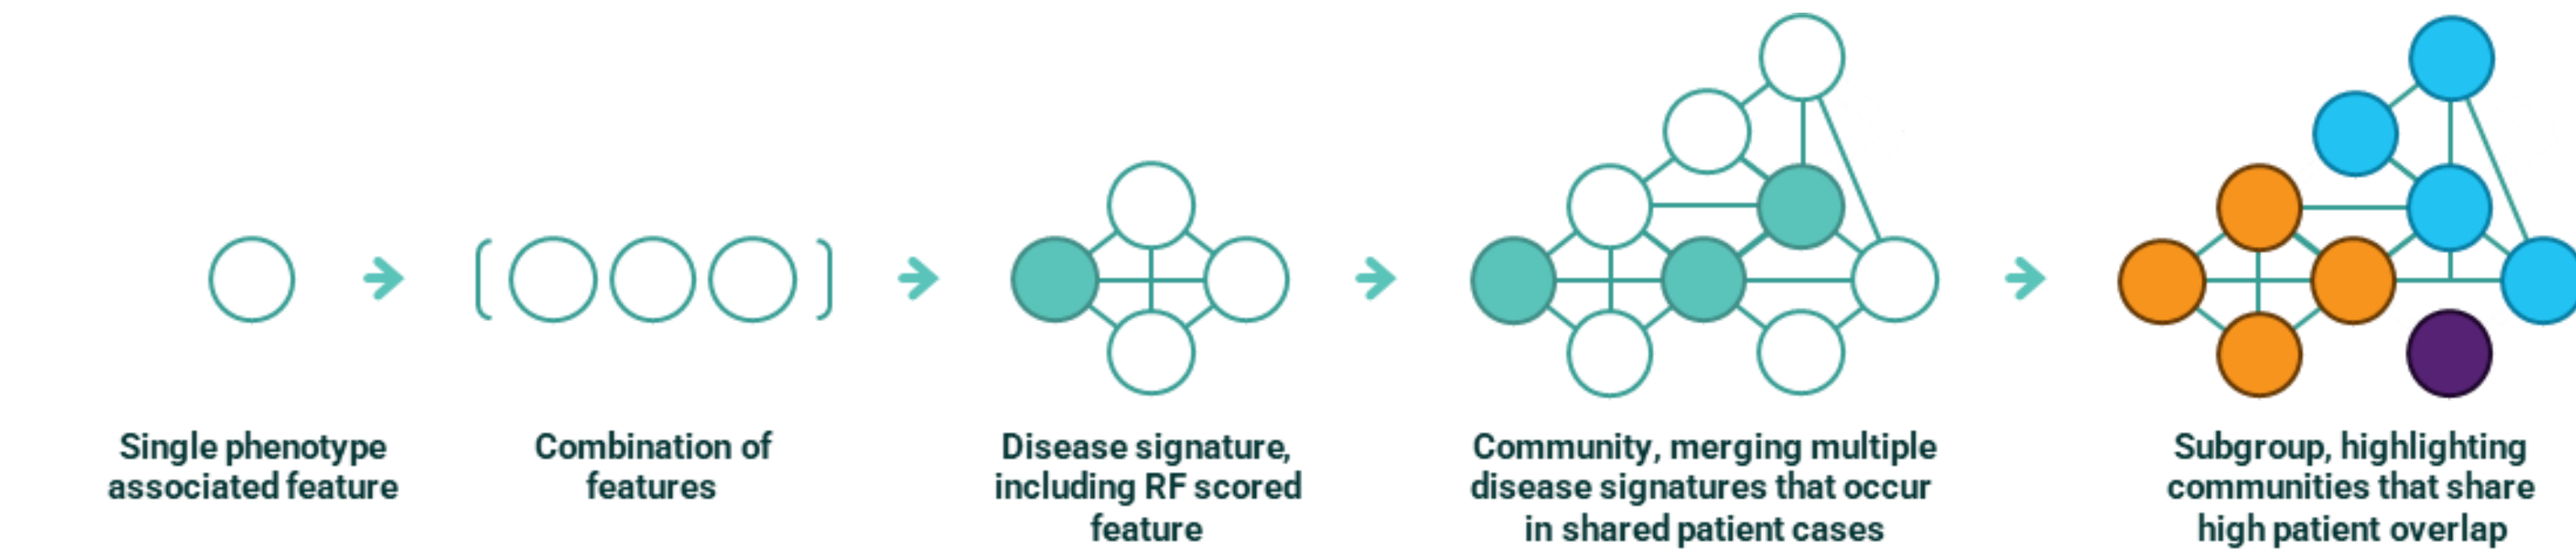 Single phenotype
associated feature
Combination of
features
Disease signature,
including RF scored
feature
Community, merging multiple
disease signatures that occur
in shared patient cases
Subgroup, highlighting
communities that share
high patient overlap